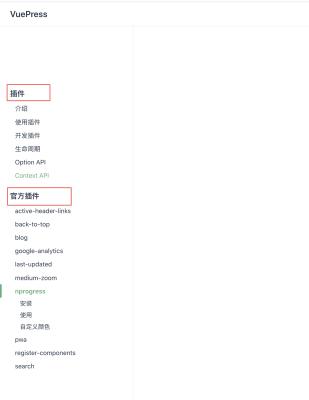 VuePress
插件
介绍
使用插件
开发插件
生命周期
Option API
Context API
官方插件
active-header-links
back-to-top
blog
google-analytics
last-updated
medium-zoom
nprogress
安装
使用
自定义颜色
pwa
register-components
search